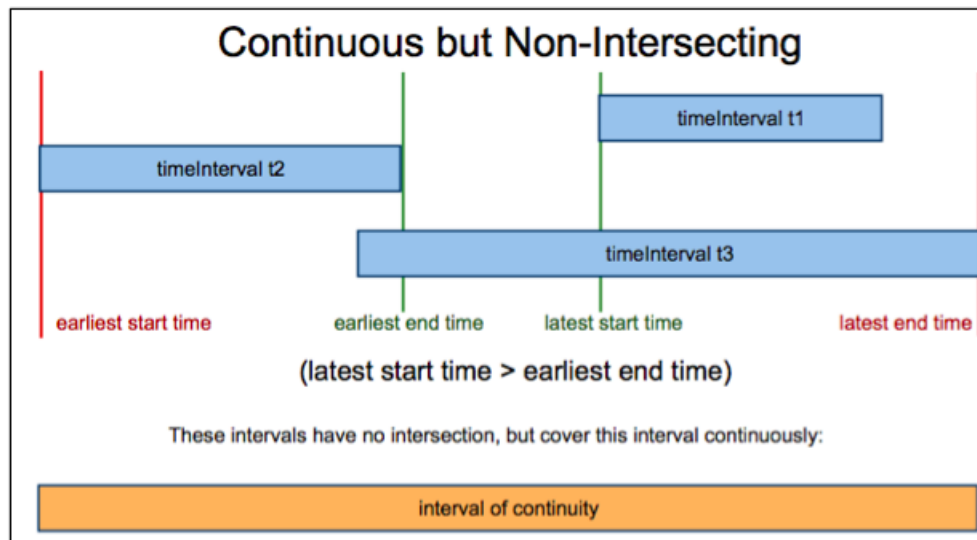 Continuous but Non-Intersecting
timeInterval t1
timeInterval t2
timeInterval t3
earliest start time
earliest end time
latest start time
latest end time
(latest start time > earliest end time)
These intervals have no intersection, but cover this interval continuously:
interval of continuity